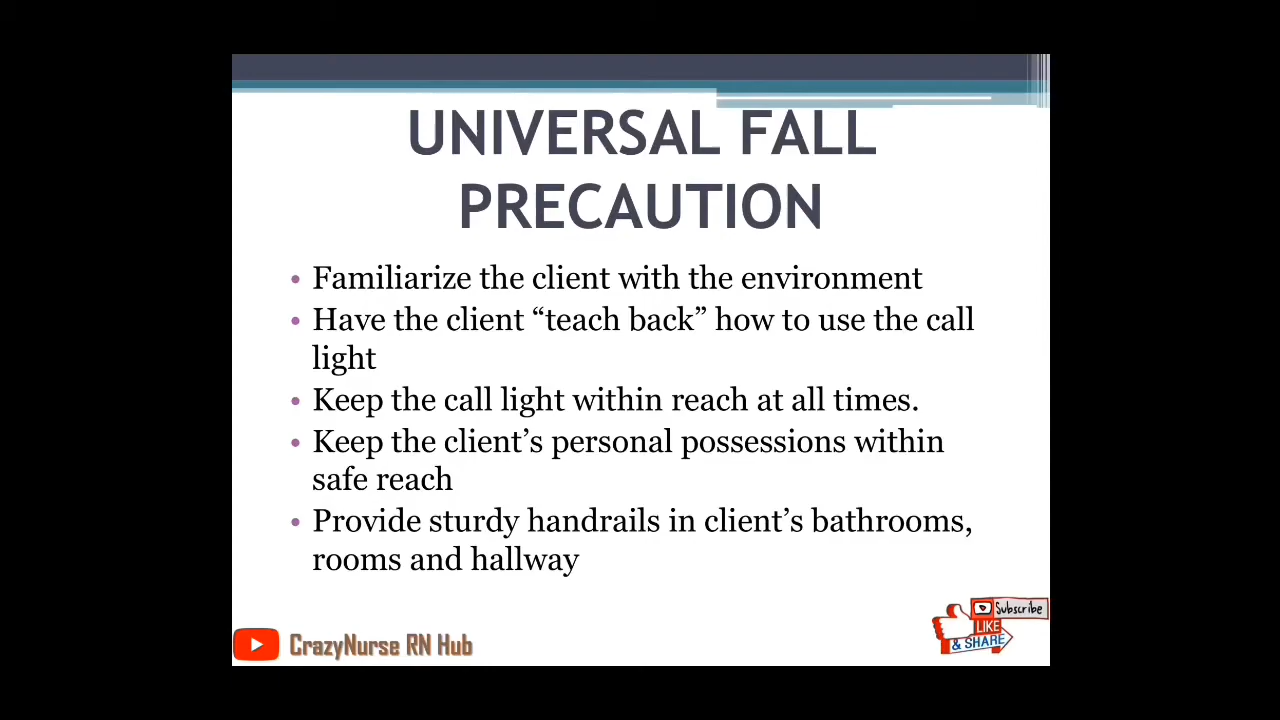 UNIVERSAL FALL
PRECAUTION
• Familiarize the client with the environment
• Have the client “teach back” how to use the call
light
• Keep the call light within reach at all times.
• Keep the client’s personal possessions within
safe reach
• Provide sturdy handrails in client’s bathrooms,
rooms and hallway
Subscribe
LIKE
& SHARE
CrazyNurse RN Hub